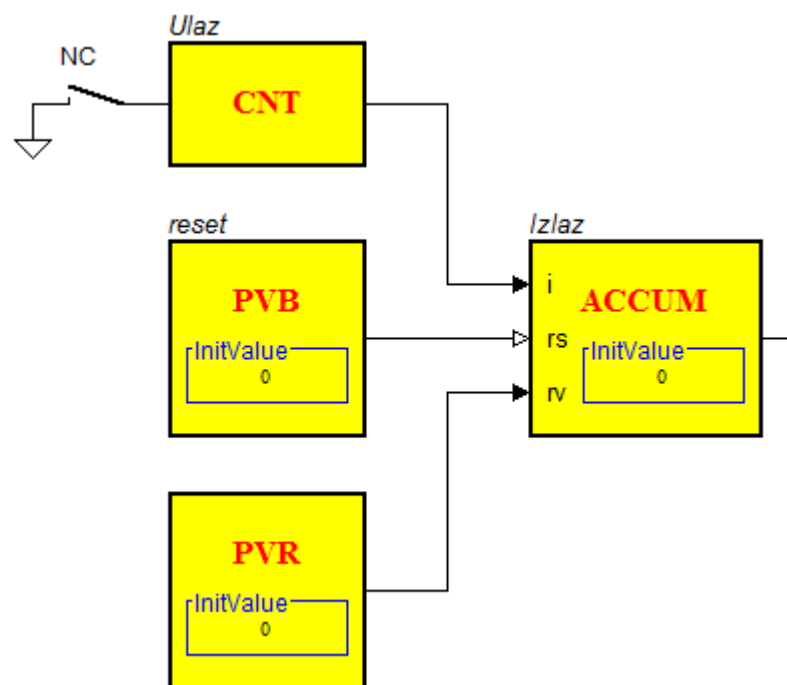 Ulaz
NC
CNT
reset
PVB
InitValue
0
Izlaz
i
ACCUM
rs
InitValue
0
rv
PVR
InitValue
0